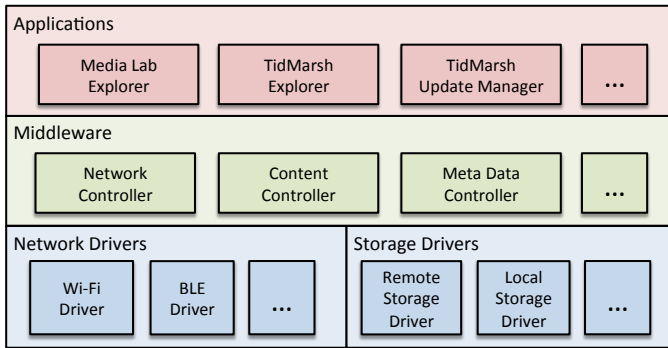 Applications
Media Lab
Explorer
TidMarsh
Explorer
TidMarsh
Update Manager
...
Middleware
Network
Controller
Content
Controller
Meta Data
Controller
...
Network Drivers
Wi-Fi
Driver
BLE
Driver
...
Storage Drivers
Remote
Storage
Driver
Local
Storage
Driver
...